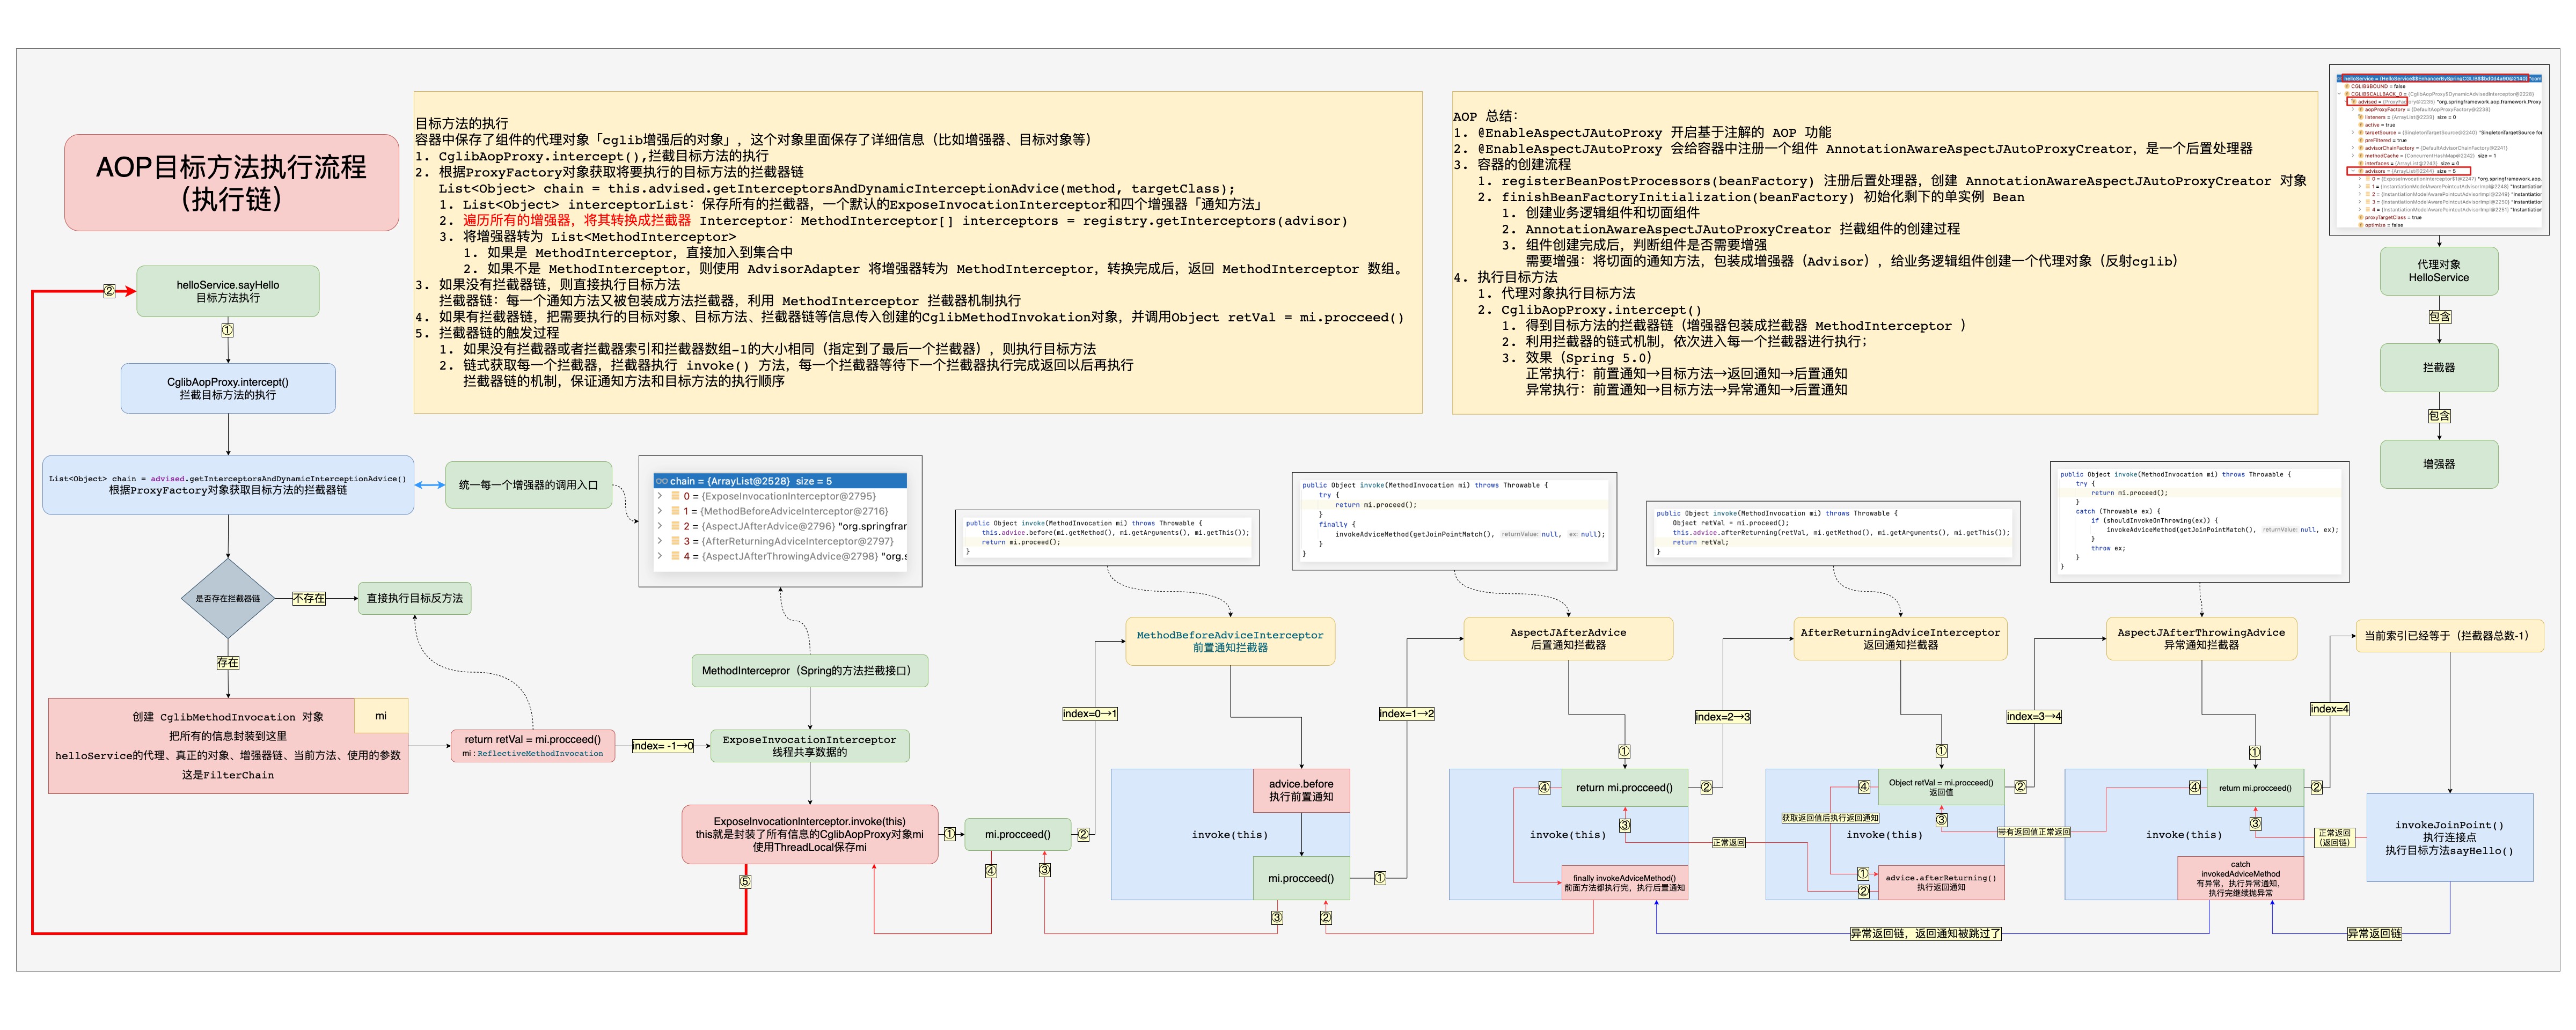 AOP目标方法执行流程
(执行链)
目标方法的执行
容器中保存了组件的代理对象「cglib增强后的对象」，这个对象里面保存了详细信息（比如增强器、目标对象等）
1. CglibAopProxy.intercept(),拦截目标方法的执行
2. 根据ProxyFactory对象获取将要执行的目标方法的拦截器链
List<Object> chain = this.advised.getInterceptorsAndDynamicInterceptionAdvice(method, targetClass);
1. List<Object> interceptorList：保存所有的拦截器，一个默认的ExposeInvocationInterceptor和四个增强器「通知方法」
2. 遍历所有的增强器，将其转换成拦截器 Interceptor：MethodInterceptor[] interceptors = registry.getInterceptors(advisor)
3. 将增强器转为 List<MethodInterceptor>
1. 如果是 MethodInterceptor，直接加入到集合中
2. 如果不是 MethodInterceptor，则使用 AdvisorAdapter 将增强器转为 MethodInterceptor，转换完成后，返回 MethodInterceptor 数组。
3. 如果没有拦截器链，则直接执行目标方法
拦截器链：每一个通知方法又被包装成方法拦截器，利用 MethodInterceptor 拦截器机制执行
4. 如果有拦截器链，把需要执行的目标对象、目标方法、拦截器链等信息传入创建的CglibMethodInvokation对象，并调用Object retVal = mi.procceed()
5. 拦截器链的触发过程
1. 如果没有拦截器或者拦截器索引和拦截器数组-1的大小相同（指定到了最后一个拦截器），则执行目标方法
2. 链式获取每一个拦截器，拦截器执行 invoke() 方法，每一个拦截器等待下一个拦截器执行完成返回以后再执行
拦截器链的机制，保证通知方法和目标方法的执行顺序
AOP 总结：
1. @EnableAspectJAutoProxy 开启基于注解的 AOP 功能
2. @EnableAspectJAutoProxy 会给容器中注册一个组件 AnnotationAwareAspectJAutoProxyCreator，是一个后置处理器
3. 容器的创建流程
1. registerBeanPostProcessors(beanFactory) 注册后置处理器，创建 AnnotationAwareAspectJAutoProxyCreator 对象
2. finishBeanFactoryInitialization(beanFactory) 初始化剩下的单实例 Bean
1. 创建业务逻辑组件和切面组件
2. AnnotationAwareAspectJAutoProxyCreator 拦截组件的创建过程
3. 组件创建完成后，判断组件是否需要增强
需要增强：将切面的通知方法，包装成增强器（Advisor），给业务逻辑组件创建一个代理对象（反射cglib）
4. 执行目标方法
1. 代理对象执行目标方法
2. CglibAopProxy.intercept()
1. 得到目标方法的拦截器链（增强器包装成拦截器 MethodInterceptor ）
2. 利用拦截器的链式机制，依次进入每一个拦截器进行执行；
3. 效果（Spring 5.0）
正常执行：前置通知→目标方法→返回通知→后置通知
异常执行：前置通知→目标方法→异常通知→后置通知
CGLIB$BOUND = false
listeners = {ArrayList@2239} size = 0
active = true
preFiltered = true
interfaces = {ArrayList@2243} size = 0
advisors = {ArrayList@2244} size = 5
proxyTargetClass = true
optimize = false
代理对象
HelloService
包含
拦截器
包含
增强器
②
helloService.sayHello
目标方法执行
①
CglibAopProxy.intercept()
拦截目标方法的执行
List<Object> chain = advised.getInterceptorsAndDynamicInterceptionAdvice()
根据ProxyFactory对象获取目标方法的拦截器链
统一每一个增强器的调用入口
chain = {ArrayList@2528} size = 5
0 = {ExposeInvocationInterceptor@2795}
1 = {MethodBeforeAdviceInterceptor@2716}
2 = {AspectJAfterAdvice@2796} "org.springfrar
3 = {AfterReturningAdviceInterceptor@2797}
4 = {AspectJAfterThrowingAdvice@2798} "org.s
public Object invoke(MethodInvocation mi) throws Throwable {
this.advice.before(mi.getMethod(), mi.getArguments(), mi.getThis());
return mi.proceed();
}
public Object invoke(MethodInvocation mi) throws Throwable {
try {
return mi.proceed();
}
finally {
invokeAdviceMethod(getJoinPointMatch(), returnValue: null, ex: null);
}
}
public Object invoke(MethodInvocation mi) throws Throwable {
Object retVal = mi.proceed();
this.advice.afterReturning(retVal, mi.getMethod(), mi.getArguments(), mi.getThis());
return retVal;
}
public Object invoke(MethodInvocation mi) throws Throwable {
try {
return mi.proceed();
}
catch (Throwable ex) {
if (shouldInvokeOnThrowing(ex)) {
invokeAdviceMethod(getJoinPointMatch(), returnValue: null, ex);
}
throw ex;
}
}
是否存在拦截器链
不存在
直接执行目标反方法
存在
创建 CglibMethodInvocation 对象
把所有的信息封装到这里
helloService的代理、真正的对象、增强器链、当前方法、使用的参数
这是FilterChain
mi
return retVal = mi.procceed()
mi : ReflectiveMethodInvocation
index= -1→0
MethodInterceptror（Spring的方法拦截接口）
ExposeInvocationInterceptor
线程共享数据的
ExposeInvocationInterceptor.invoke(this)
this就是封装了所有信息的CglibAopProxy对象mi
使用ThreadLocal保存mi
⑤
①
mi.procceed()
②
④
③
index=0→1
MethodBeforeAdviceInterceptor
前置通知拦截器
advice.before
执行前置通知
invoke(this)
mi.procceed()
①
③
②
index=1→2
AspectJAfterAdvice
后置通知拦截器
①
④
return mi.procceed()
②
③
invoke(this)
finally invokeAdviceMethod()
前面方法都执行完，执行后置通知
正常返回
index=2→3
AfterReturningAdviceInterceptor
返回通知拦截器
①
④
Object retVal = mi.procceed()
返回值
②
获取返回值后执行返回通知
③
invoke(this)
①
②
advice.afterReturning()
执行返回通知
带有返回值正常返回
index=3→4
AspectJAfterThrowingAdvice
异常通知拦截器
①
④
return mi.procceed()
②
③
invoke(this)
catch
invokedAdviceMethod
有异常，执行异常通知，
执行完继续抛异常
正常返回
（返回链）
index=4
当前索引已经等于（拦截器总数-1）
invokeJoinPoint()
执行连接点
执行目标方法sayHello()
异常返回链，返回通知被跳过了
异常返回链